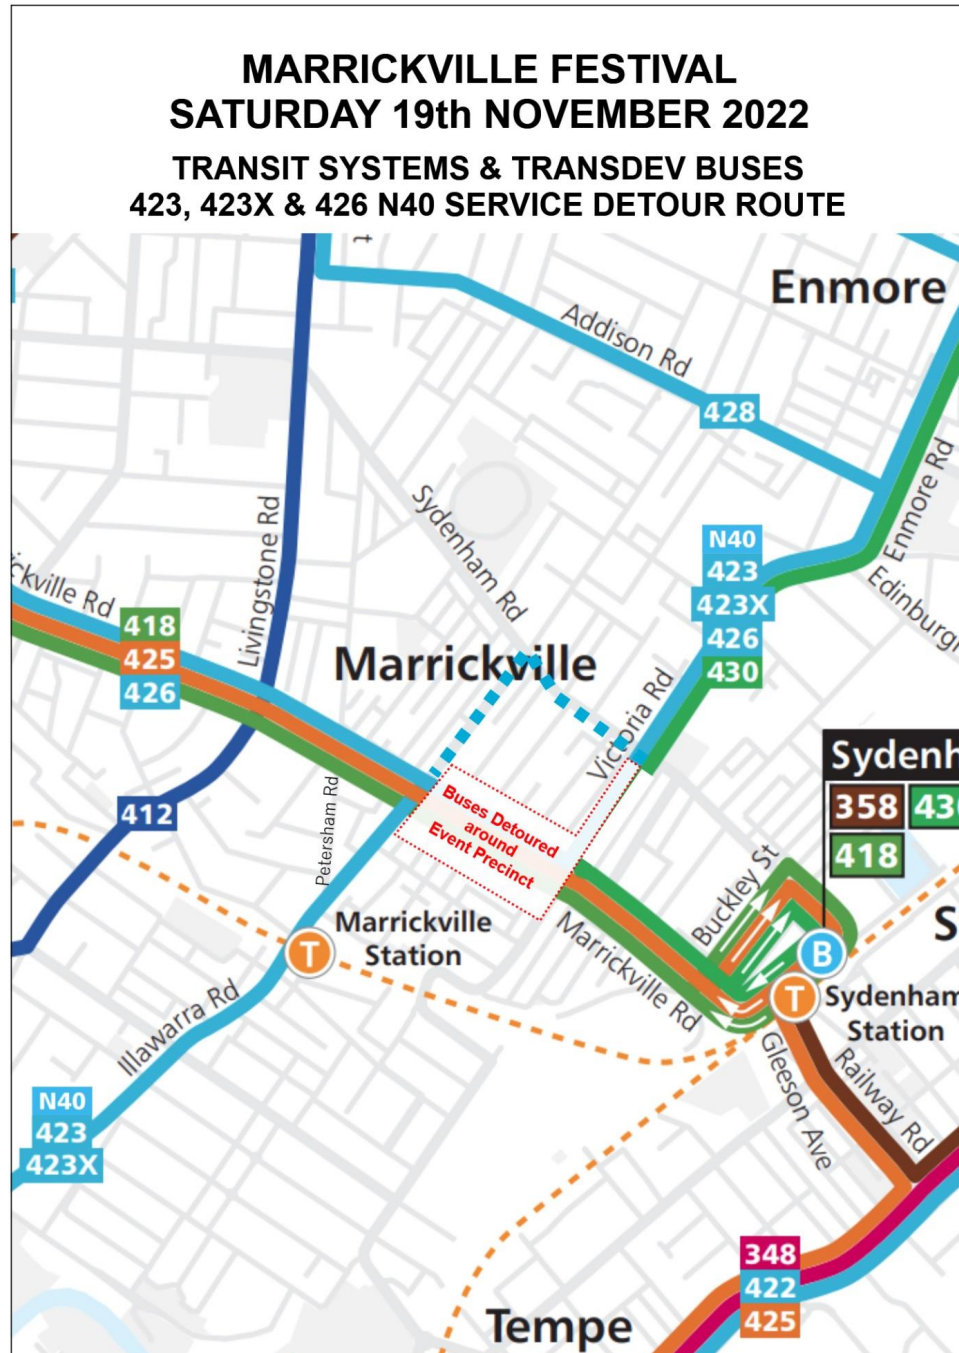 MARRICKVILLE FESTIVAL
SATURDAY 19th NOVEMBER 2022
TRANSIT SYSTEMS & TRANSDEV BUSES
423, 423X & 426 N40 SERVICE DETOUR ROUTE
t
Enmore
Addison Rd
428
Enmore Rd
Sydenham Rd
Livingstone Rd
ickville Rd
N40
423
423X
426
430
Edinburgh
418
425
426
Marrickville
Victoria Rd
Sydenh
358
430
418
412
Petersham Rd
Buses Detoured
around
Event Precinct
Buckley St
B
S
Marrickville
Station
T
Marrickville Rd
T
Sydenham
Station
Illawarra Rd
Gleeson Ave
Railway Rd
N40
423
423X
348
422
425
Tempe